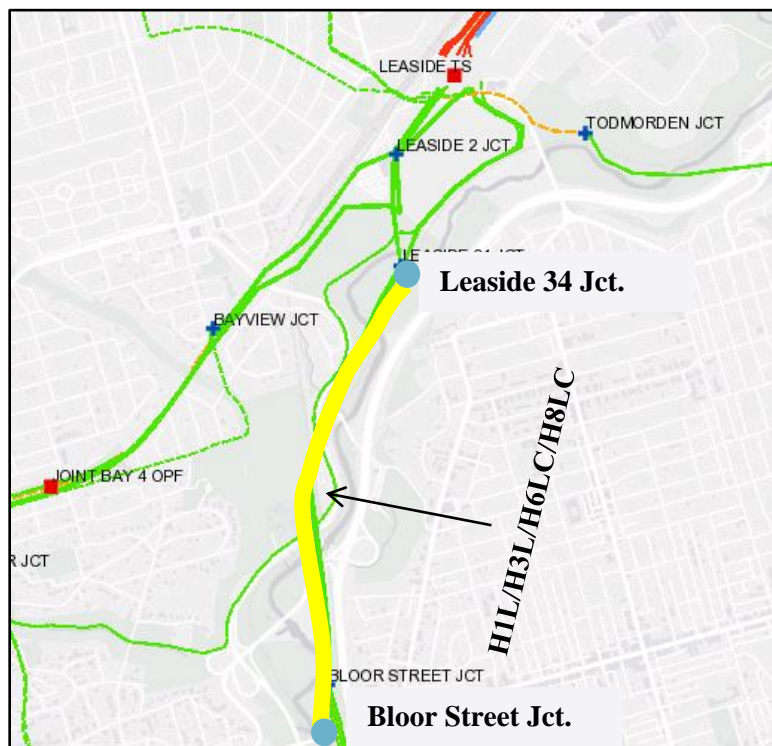 LEASIDE TS
TODMORDEN JCT
LEASIDE 2 JCT
Leaside 34 Jct.
BAYVIEW JCT
H1L/H3L/H6LC/H8LC
JOINT BAY 4 OPF
R JCT
BLOOR STREET JCT
Bloor Street Jct.